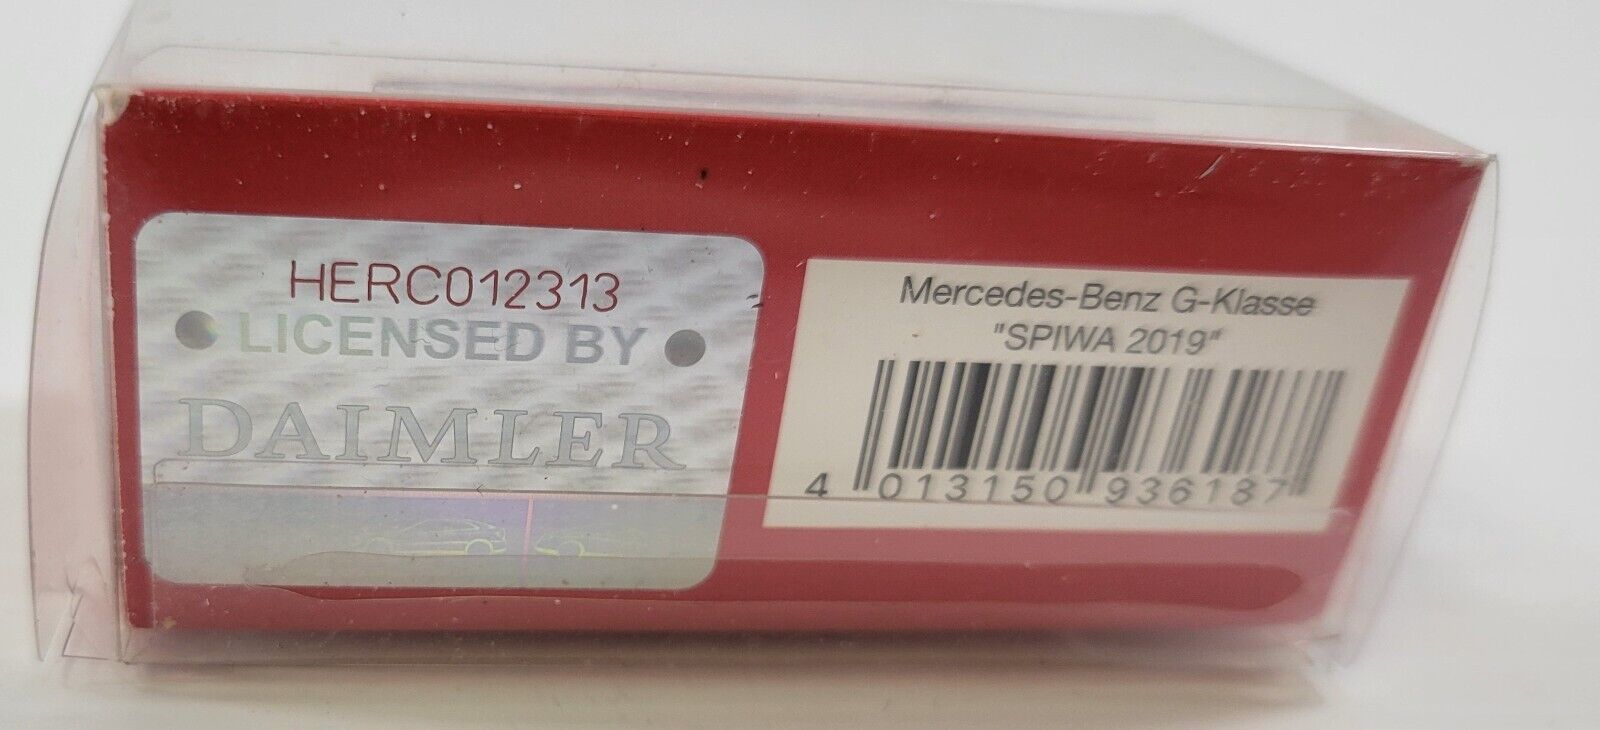 HERC012313
LICENSED BY
DAIMLER
Mercedes-Benz G-Klasse
"SPIWA 2019"
4 013150 936187